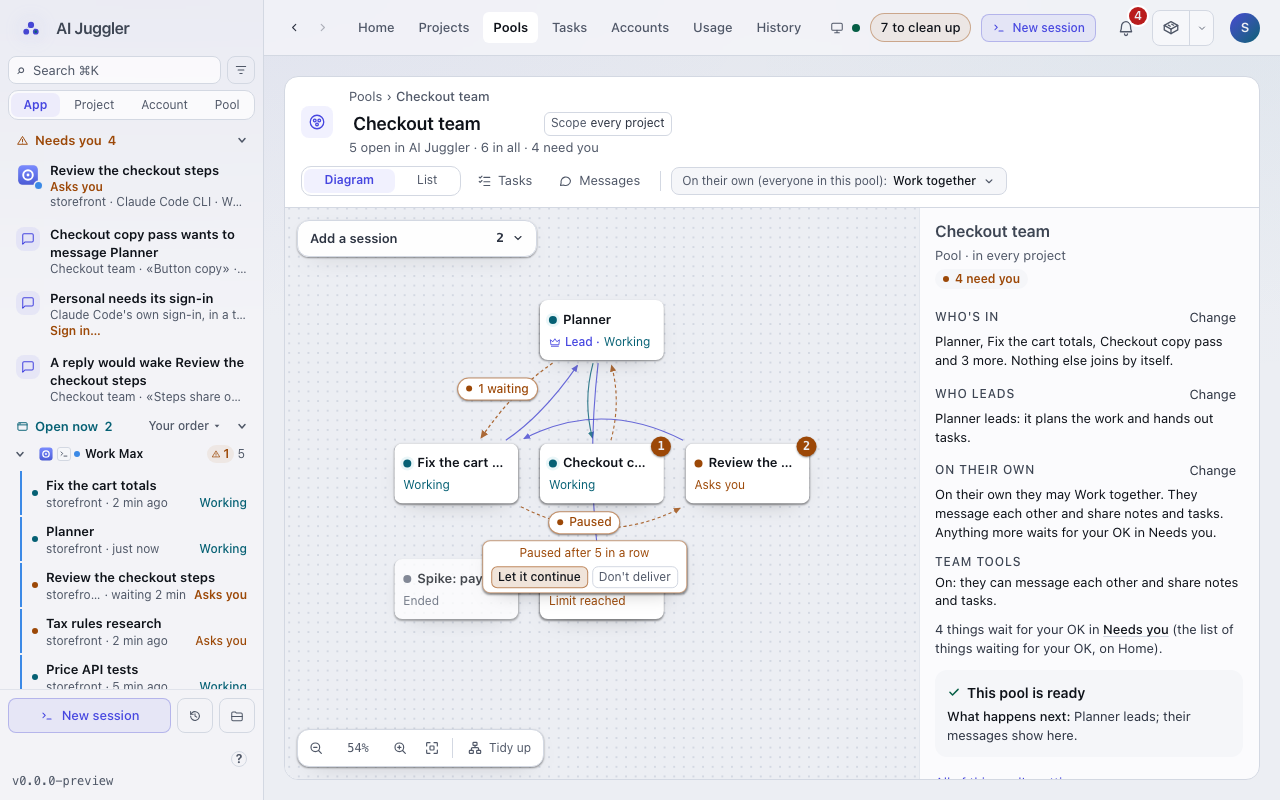 AI Juggler
Search ⌘K
App
Project
Account
Pool
Needs you 4
Review the checkout steps
Asks you
storefront · Claude Code CLI · W...
Checkout copy pass wants to
message Planner
Checkout team · «Button copy» ·...
Personal needs its sign-in
Claude Code's own sign-in, in a t...
Sign in...
A reply would wake Review the
checkout steps
Checkout team · «Steps share o...
Open now 2
Your order
Work Max
1
5
Fix the cart totals
storefront · 2 min ago
Working
Planner
storefront · just now
Working
Review the checkout steps
storefro... · waiting 2 min
Asks you
Tax rules research
storefront · 2 min ago
Asks you
Price API tests
storefront · 5 min ago
Working
New session
?
v0.0.0-preview
Home
Projects
Pools
Tasks
Accounts
Usage
History
7 to clean up
New session
4
S
Pools › Checkout team
Checkout team
Scope every project
5 open in AI Juggler · 6 in all · 4 need you
Diagram
List
Tasks
Messages
On their own (everyone in this pool): Work together
Add a session
2
Planner
Lead · Working
1 waiting
Fix the cart ...
Working
Checkout c...
Working
1
Review the ...
Asks you
2
Paused
Paused after 5 in a row
Let it continue
Don't deliver
Spike: pay
Ended
Limit reached
54%
Tidy up
Checkout team
Pool · in every project
4 need you
WHO'S IN
Change
Planner, Fix the cart totals, Checkout copy pass
and 3 more. Nothing else joins by itself.
WHO LEADS
Change
Planner leads: it plans the work and hands out
tasks.
ON THEIR OWN
Change
On their own they may Work together. They
message each other and share notes and tasks.
Anything more waits for your OK in Needs you.
TEAM TOOLS
On: they can message each other and share notes
and tasks.
4 things wait for your OK in Needs you (the list of
things waiting for your OK, on Home).
This pool is ready
What happens next: Planner leads; their
messages show here.